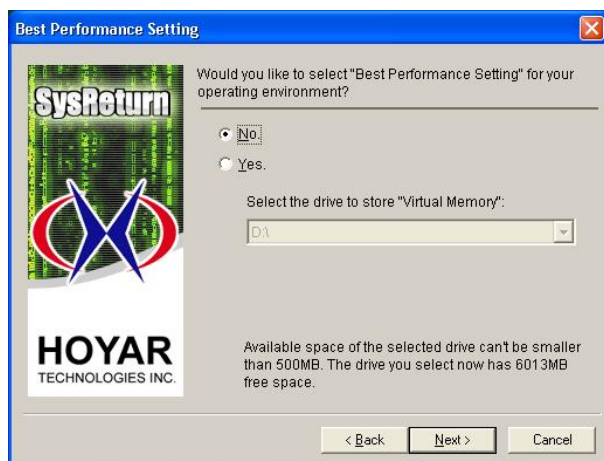 Best Performance Setting
SysReturn
Would you like to select "Best Performance Setting" for your
operating environment?
No.
Yes.
Select the drive to store "Virtual Memory":
D:\
HOYAR
TECHNOLOGIES INC.
Available space of the selected drive can't be smaller
than 500MB. The drive you select now has 6013MB
free space.
< Back
Next >
Cancel